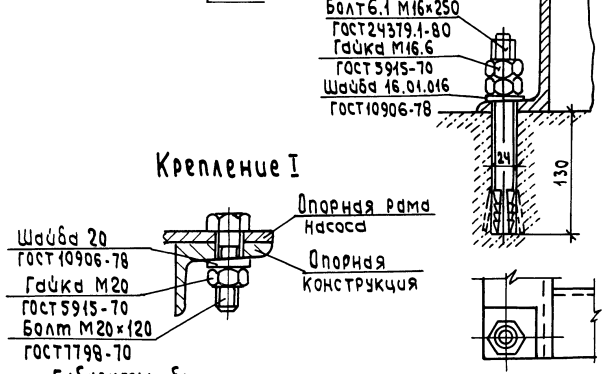 Болт 6.1 М16×250
ГОСТ 24379.1-80
Гайка М16.6
ГОСТ 5915-70
Шайба 16.01.016
ГОСТ 10906-78
24
130
Крепление I
Опорная рама
насоса
Шайба 20
ГОСТ 10906-78
Опорная
конструкция
Гайка М20
ГОСТ 5915-70
Болт М20×120
ГОСТ 7798-70